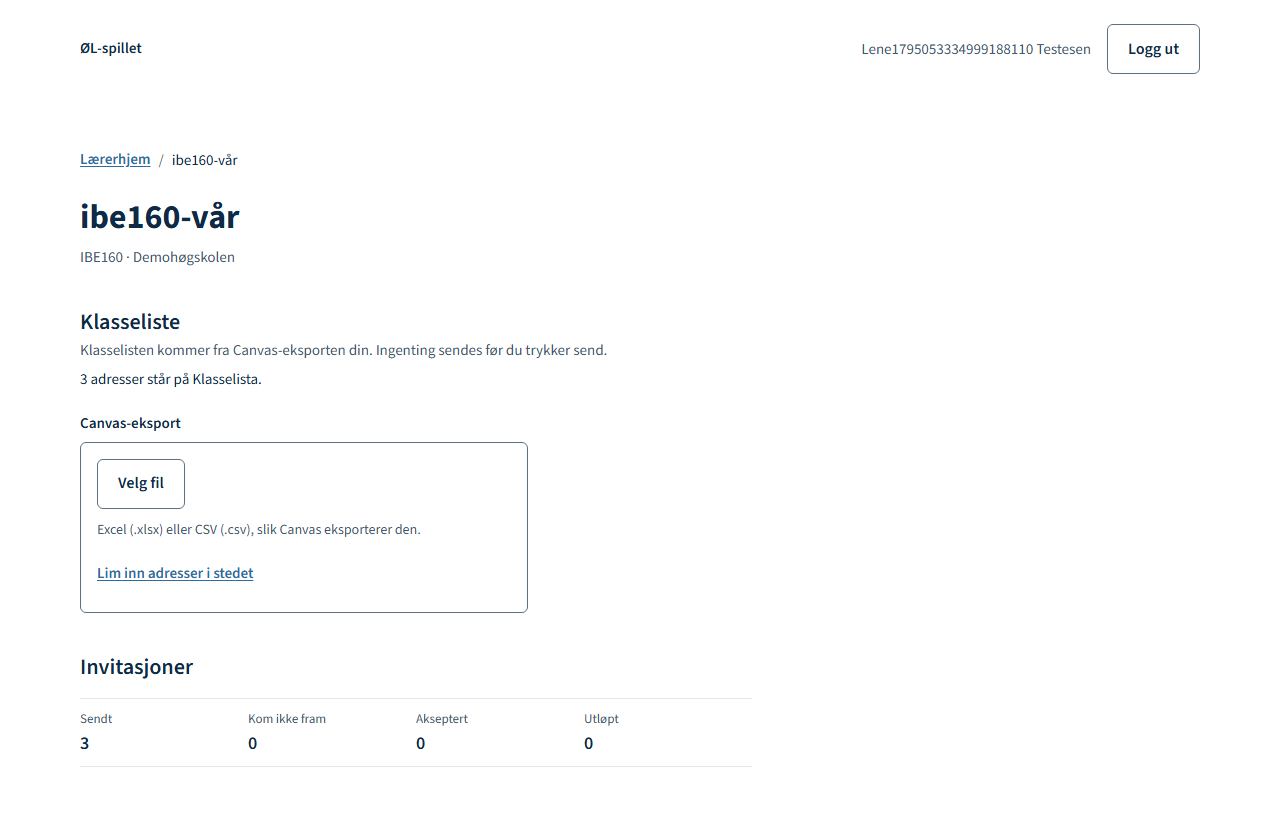 ØL-spillet
Lene1795053334999188110 Testesen
Logg ut
Lærerhjem / ibe160-vår
ibe160-vår
IBE160 · Demohøgskolen
Klasseliste
Klasselisten kommer fra Canvas-eksporten din. Ingenting sendes før du trykker send.
3 adresser står på Klasselista.
Canvas-eksport
Velg fil
Excel (.xlsx) eller CSV (.csv), slik Canvas eksporterer den.
Lim inn adresser i stedet
Invitasjoner
Sendt Kom ikke fram Akseptert Utløpt
3 0 0 0